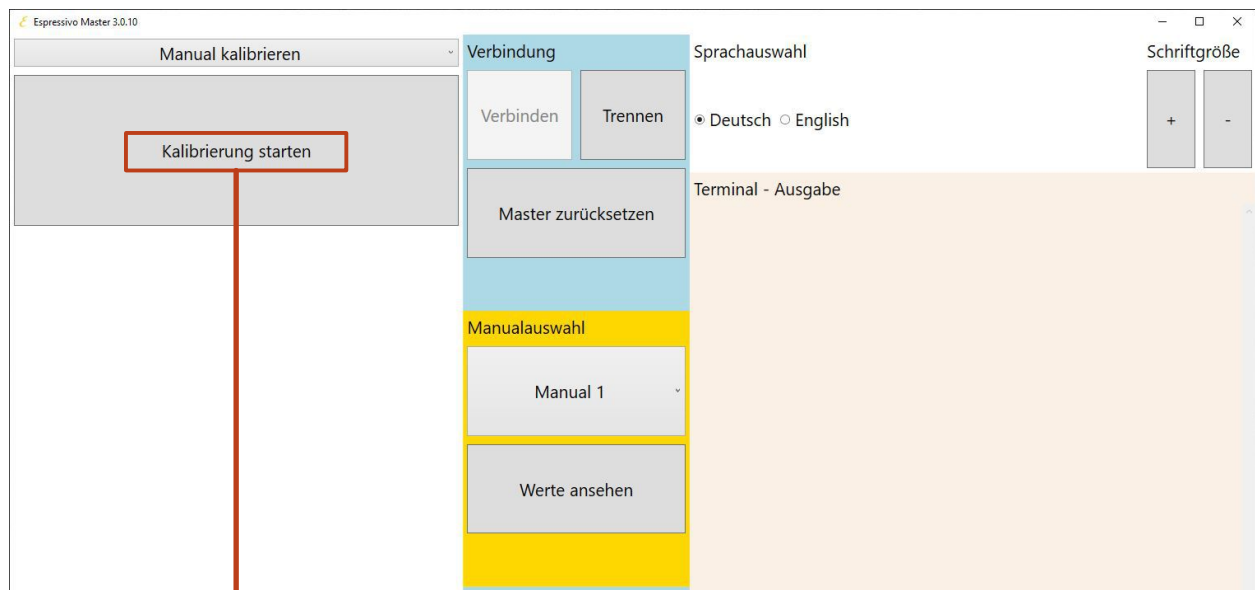 Espressivo Master 3.0.10
Manual kalibrieren
Kalibrierung starten
Verbindung
Verbinden
Trennen
Master zurücksetzen
Manualauswahl
Manual 1
Werte ansehen
Sprachauswahl
Deutsch
English
Schriftgröße
+
-
Terminal - Ausgabe